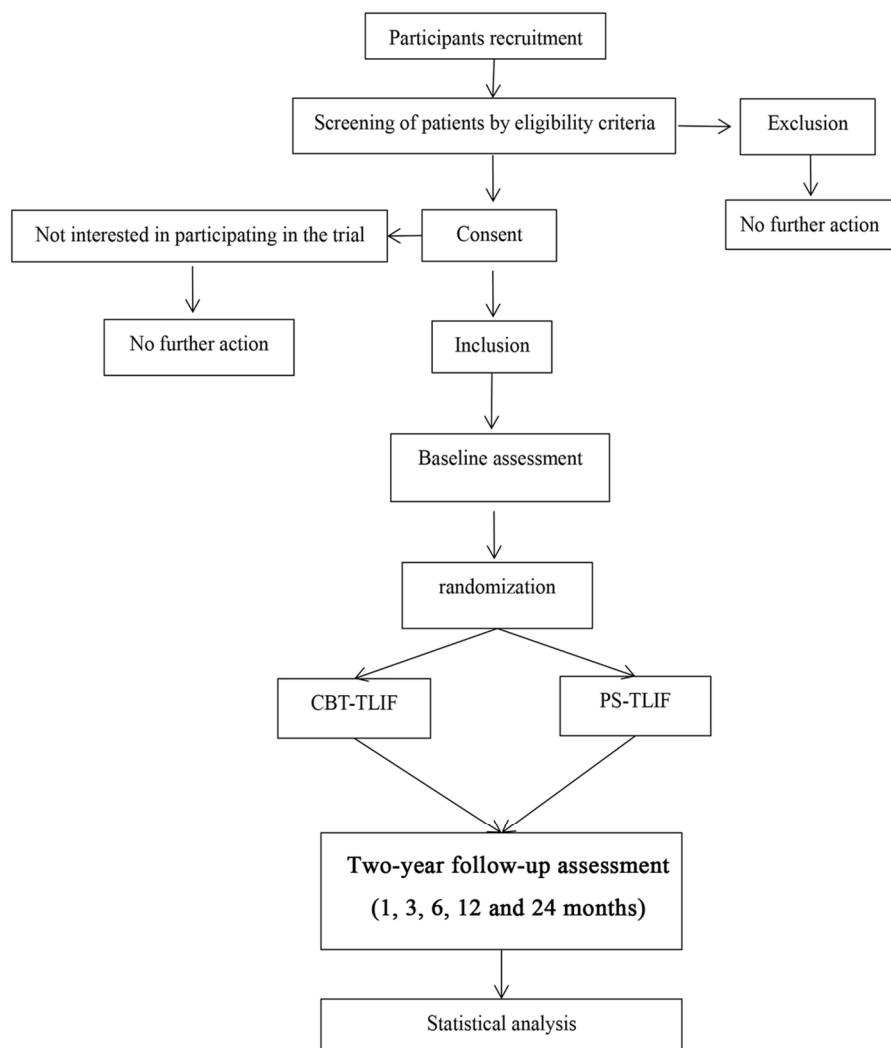 Participants recruitment
Screening of patients by eligibility criteria
Exclusion
No further action
Consent
Not interested in participating in the trial
No further action
Inclusion
Baseline assessment
randomization
CBT-TLIF
PS-TLIF
Two-year follow-up assessment
(1, 3, 6, 12 and 24 months)
Statistical analysis